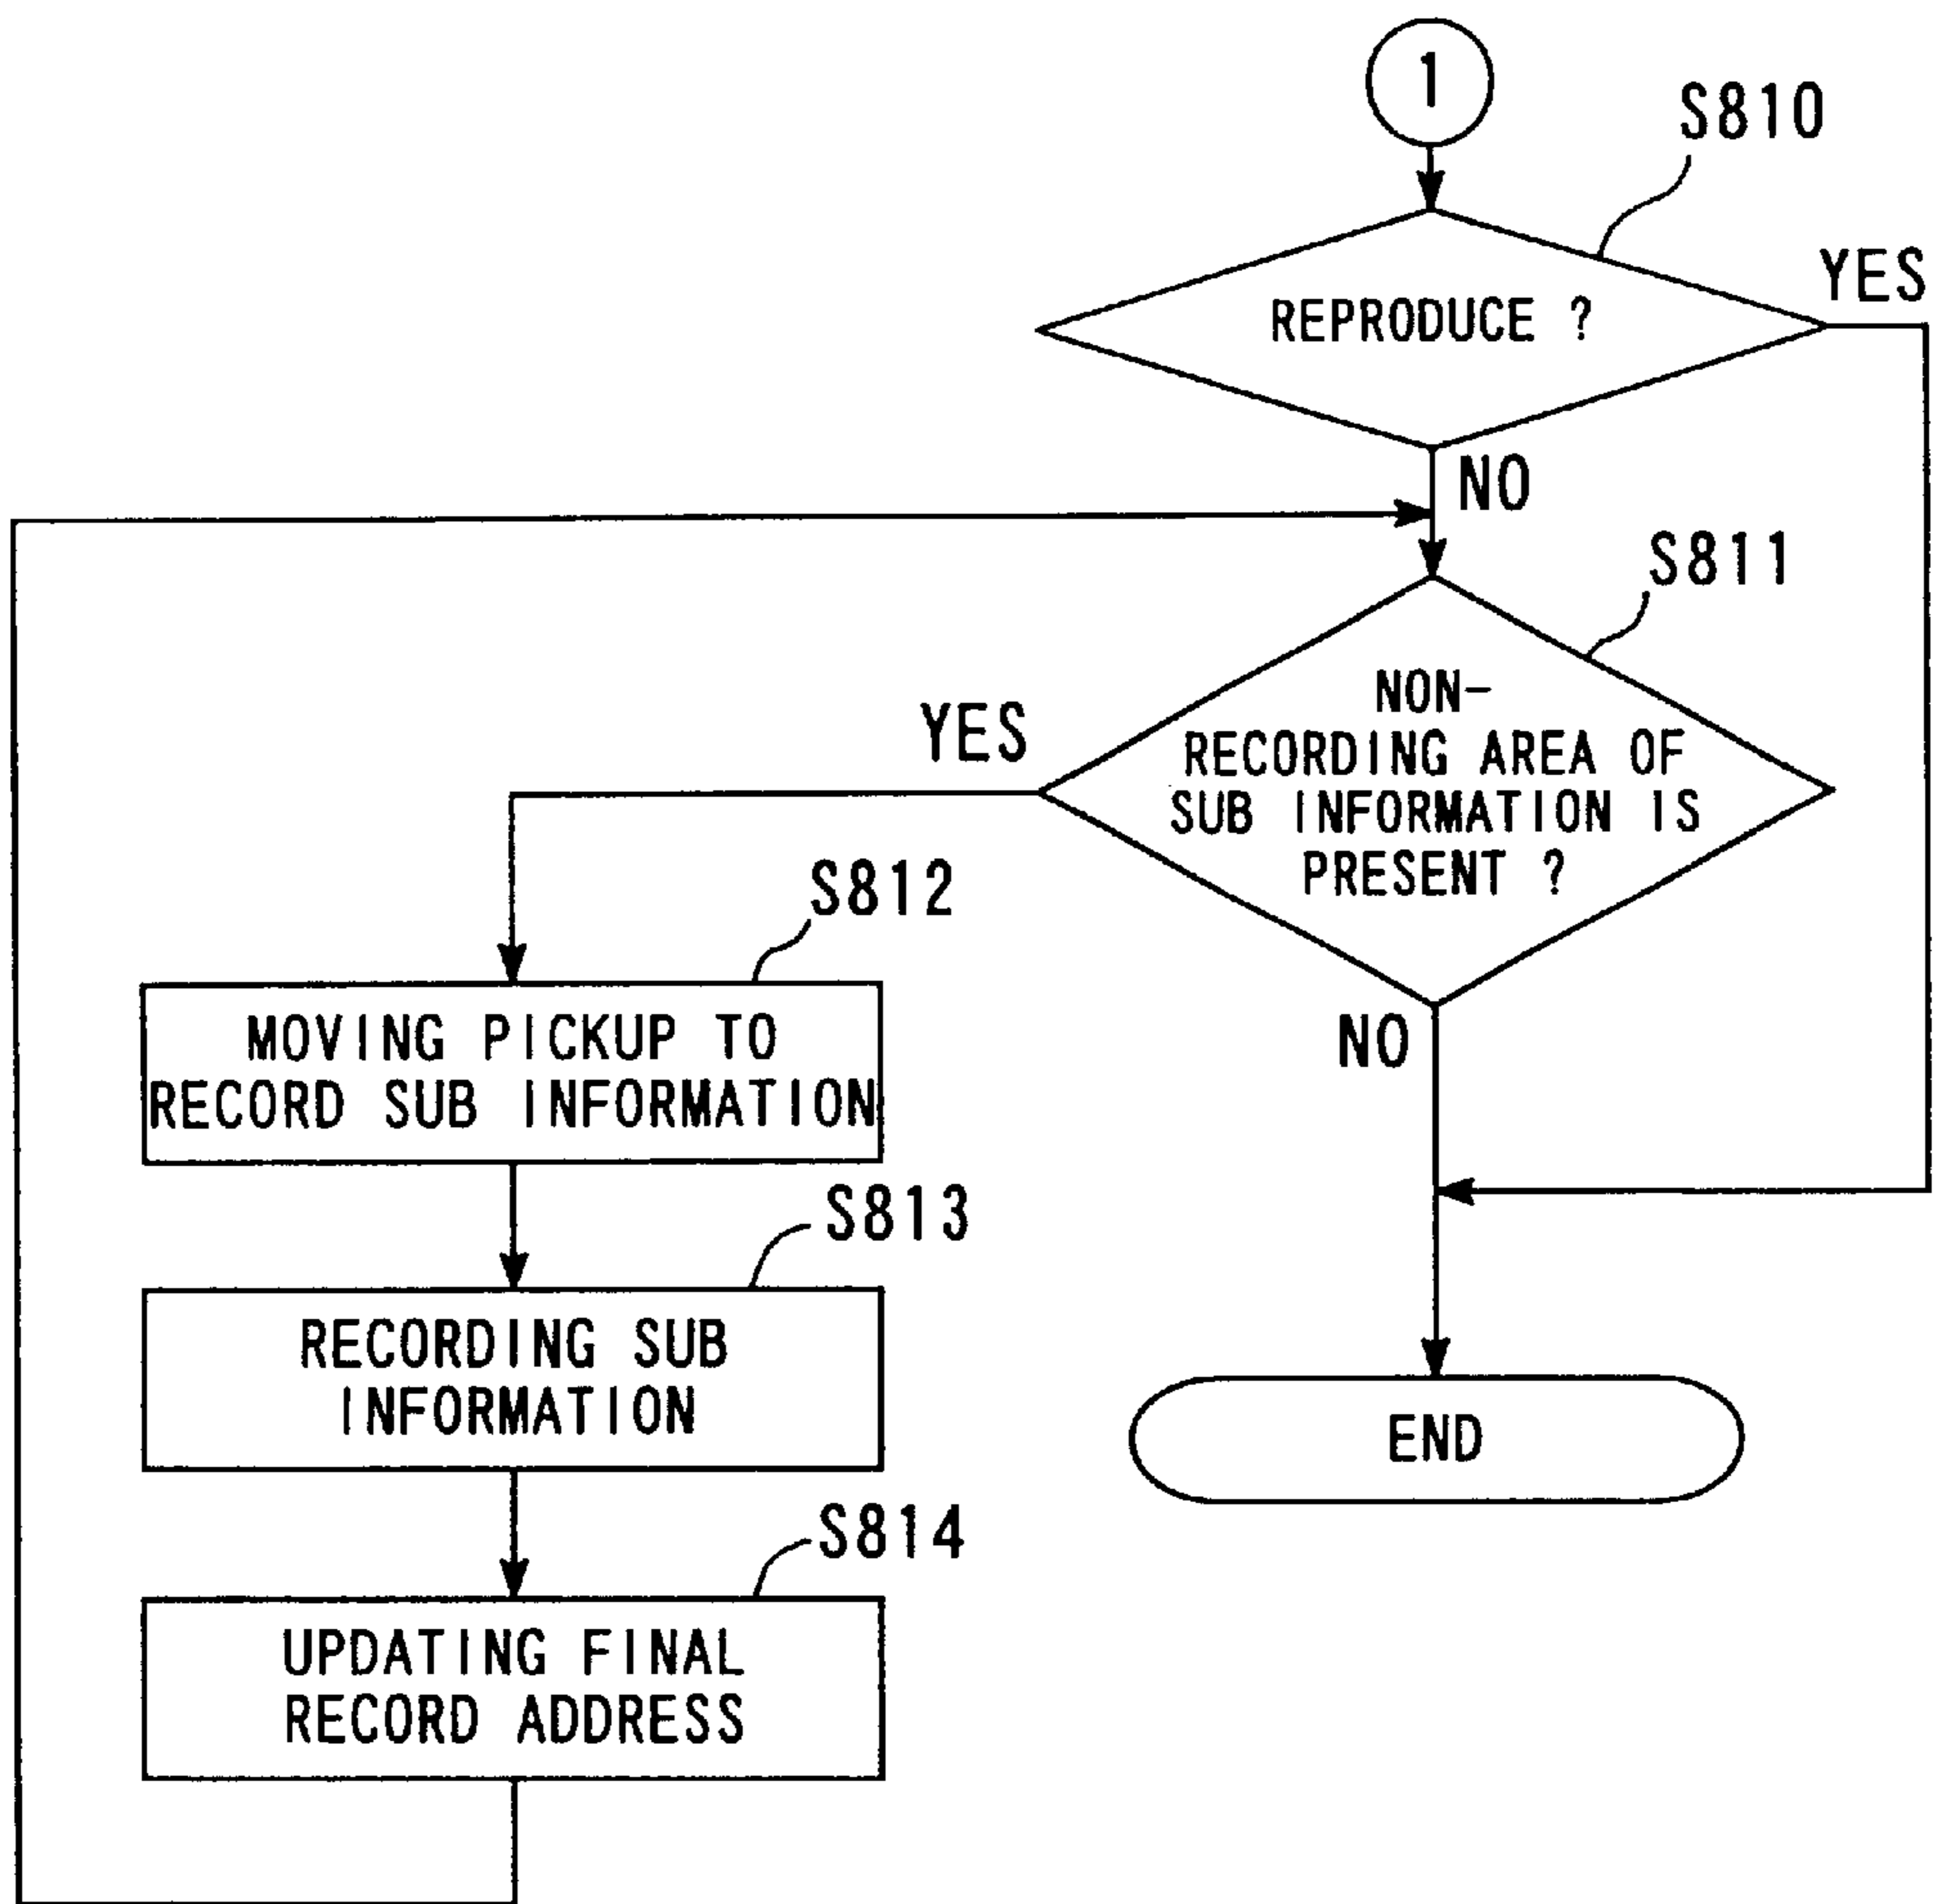 1
S810
REPRODUCE ?
YES
NO
S811
NON-
RECORDING AREA OF
SUB INFORMATION IS
PRESENT ?
YES
NO
S812
MOVING PICKUP TO
RECORD SUB INFORMATION
S813
RECORDING SUB
INFORMATION
END
S814
UPDATING FINAL
RECORD ADDRESS